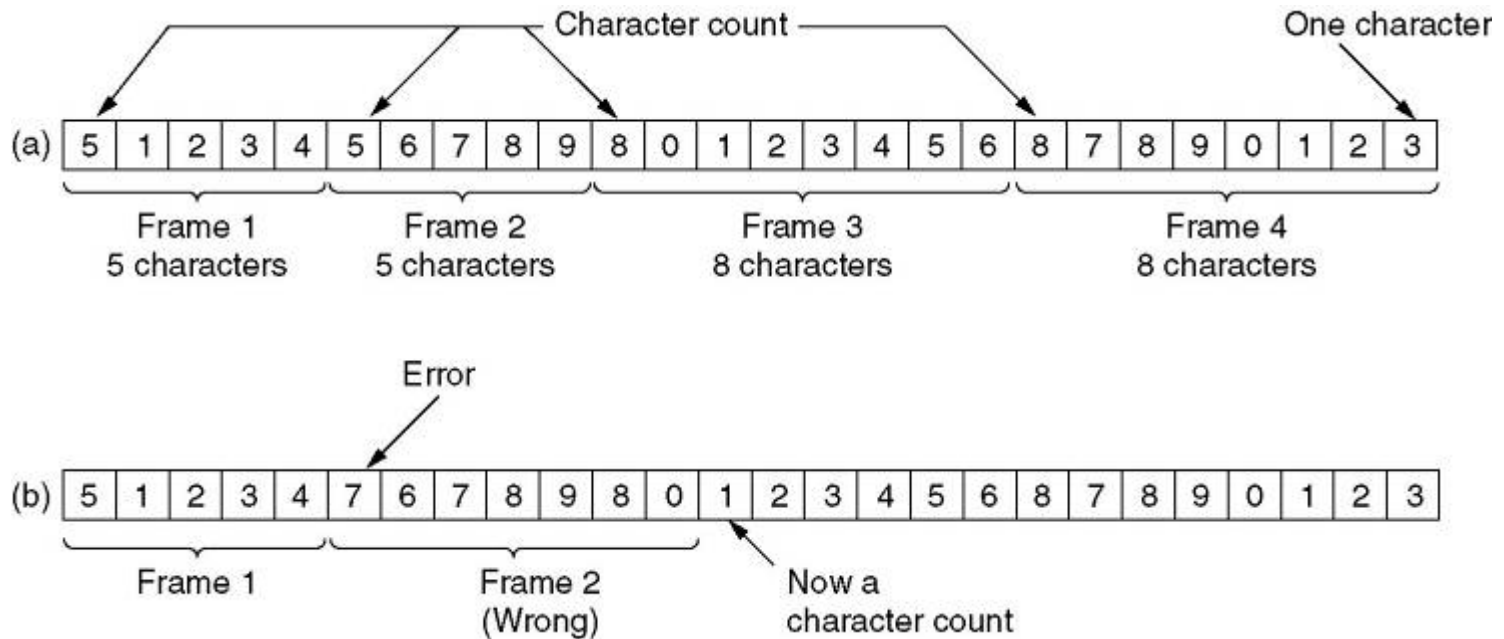 Character count
One character
(a) 5 1 2 3 4 5 6 7 8 9 8 0 1 2 3 4 5 6 8 7 8 9 0 1 2 3
Frame 1
5 characters
Frame 2
5 characters
Frame 3
8 characters
Frame 4
8 characters
Error
(b) 5 1 2 3 4 7 6 7 8 9 8 0 1 2 3 4 5 6 8 7 8 9 0 1 2 3
Frame 1
Frame 2
(Wrong)
Now a
character count